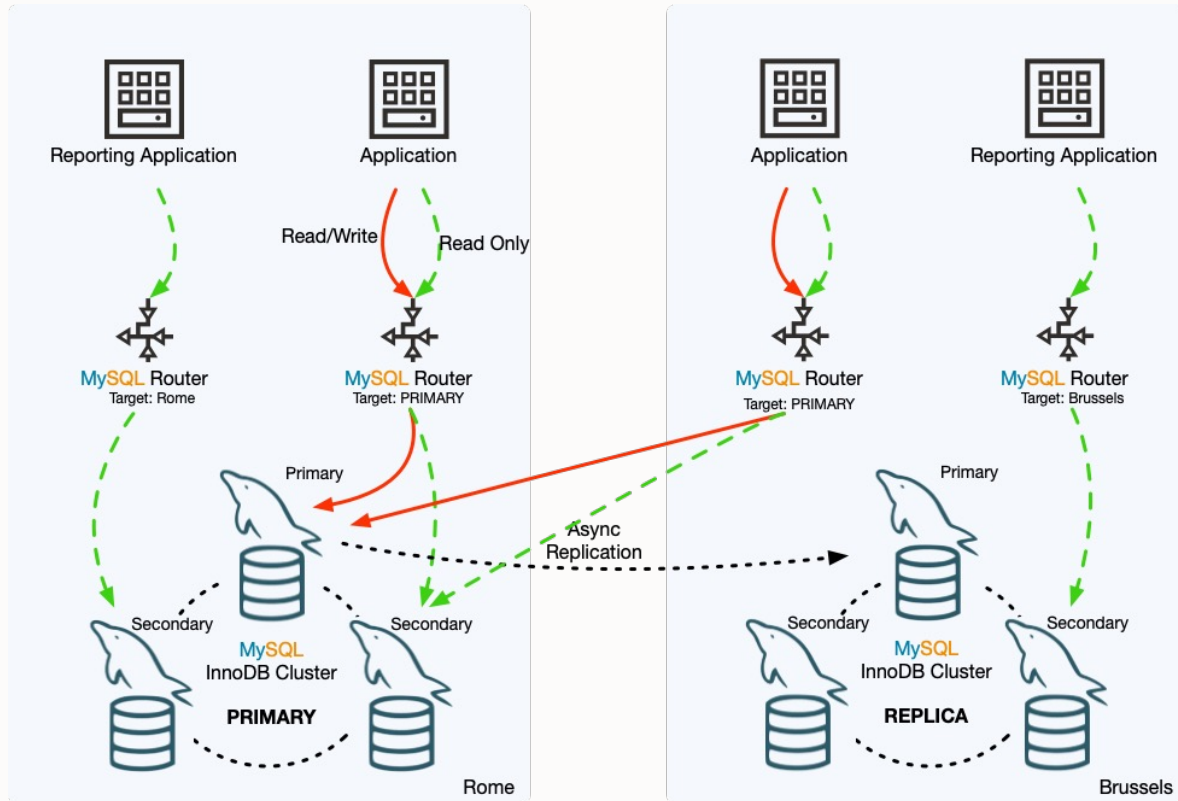 Reporting Application
Application
Application
Reporting Application
Read/Write
Read Only
MySQL Router
Target: Rome
MySQL Router
Target: PRIMARY
MySQL Router
Target: PRIMARY
MySQL Router
Target: Brussels
Primary
Primary
Async
Replication
Secondary
Secondary
MySQL
InnoDB Cluster
PRIMARY
Secondary
Secondary
MySQL
InnoDB Cluster
REPLICA
Rome
Brussels